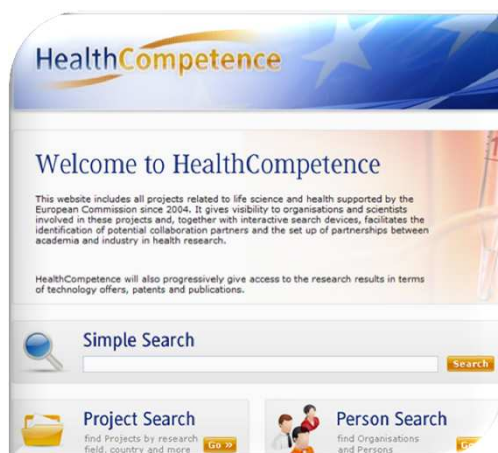 HealthCompetence
Welcome to HealthCompetence
This website includes all projects related to life science and health supported by the
European Commission since 2004. It gives visibility to organisations and scientists
involved in these projects and, together with interactive search devices, facilitates the
identification of potential collaboration partners and the set up of partnerships between
academia and industry in health research.
HealthCompetence will also progressively give access to the research results in terms
of technology offers, patents and publications.
Simple Search
Search
Project Search
find Projects by research
field, country and more
Go »
Person Search
find Organisations
and Persons